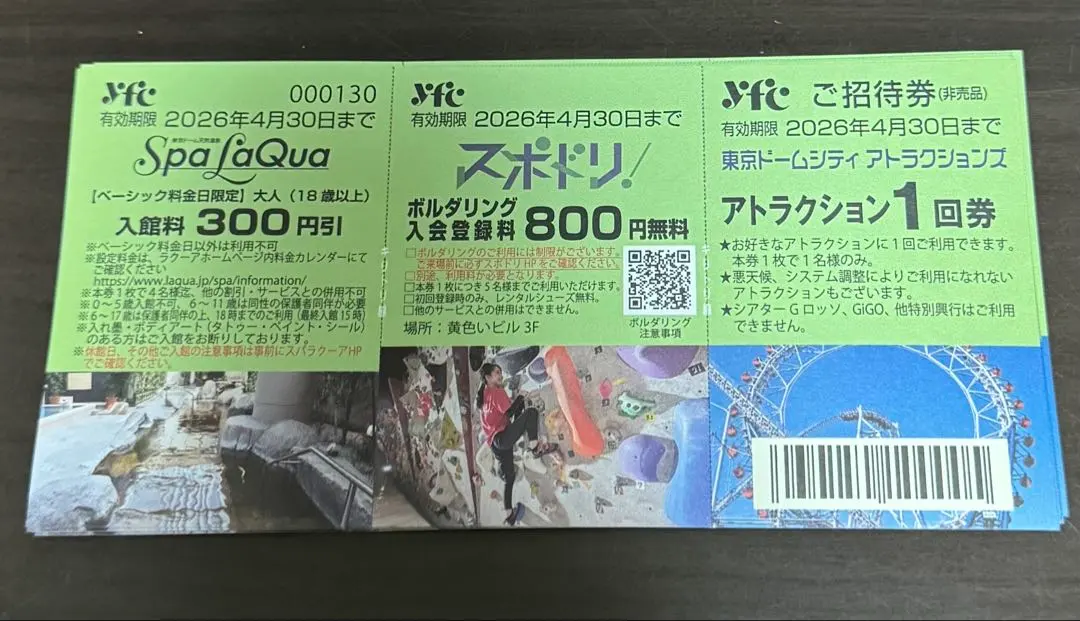 yfc 000130
有効期限 2026年4月30日まで
東京ドーム天然温泉
Spa LaQua
【ベーシック料金日限定】大人（18歳以上）
入館料 300円引
※ベーシック料金日以外は利用不可
※設定料金は、ラクーアホームページ内料金カレンダーにて
ご確認ください
https://www.laqua.jp/spa/information/
※本券1枚で4名様迄、他の割引・サービスとの併用不可
※0～5歳入館不可、6～11歳は同性の保護者同伴が必要
※6～17歳は保護者同伴の上、18時までのご利用（最終入館15時）
※入れ墨・ボディアート（タトゥー・ペイント・シール）
のある方はご入館をお断りしております。
※休館日、その他ご入館の注意事項は事前にスパラクーアHP
でご確認ください。
yfc
有効期限 2026年4月30日まで
スポドリ!
ボルダリング
入会登録料 800円無料
□ボルダリングのご利用には制限がございます。
ご来場前に必ずスポドリHPをご確認ください。
□別途、利用料が必要となります。
□本券1枚につき5名様までご利用いただけます。
□初回登録時のみ、レンタルシューズ無料。
□他のサービスとの併用はできません。
場所：黄色いビル 3F
ボルダリング
注意事項
yfc ご招待券(非売品)
有効期限 2026年4月30日まで
東京ドームシティ アトラクションズ
アトラクション1回券
★お好きなアトラクションに1回ご利用できます。
本券1枚で1名様のみ。
★悪天候、システム調整によりご利用になれない
アトラクションもございます。
★シアターGロッソ、GiGO、他特別興行はご利用
できません。